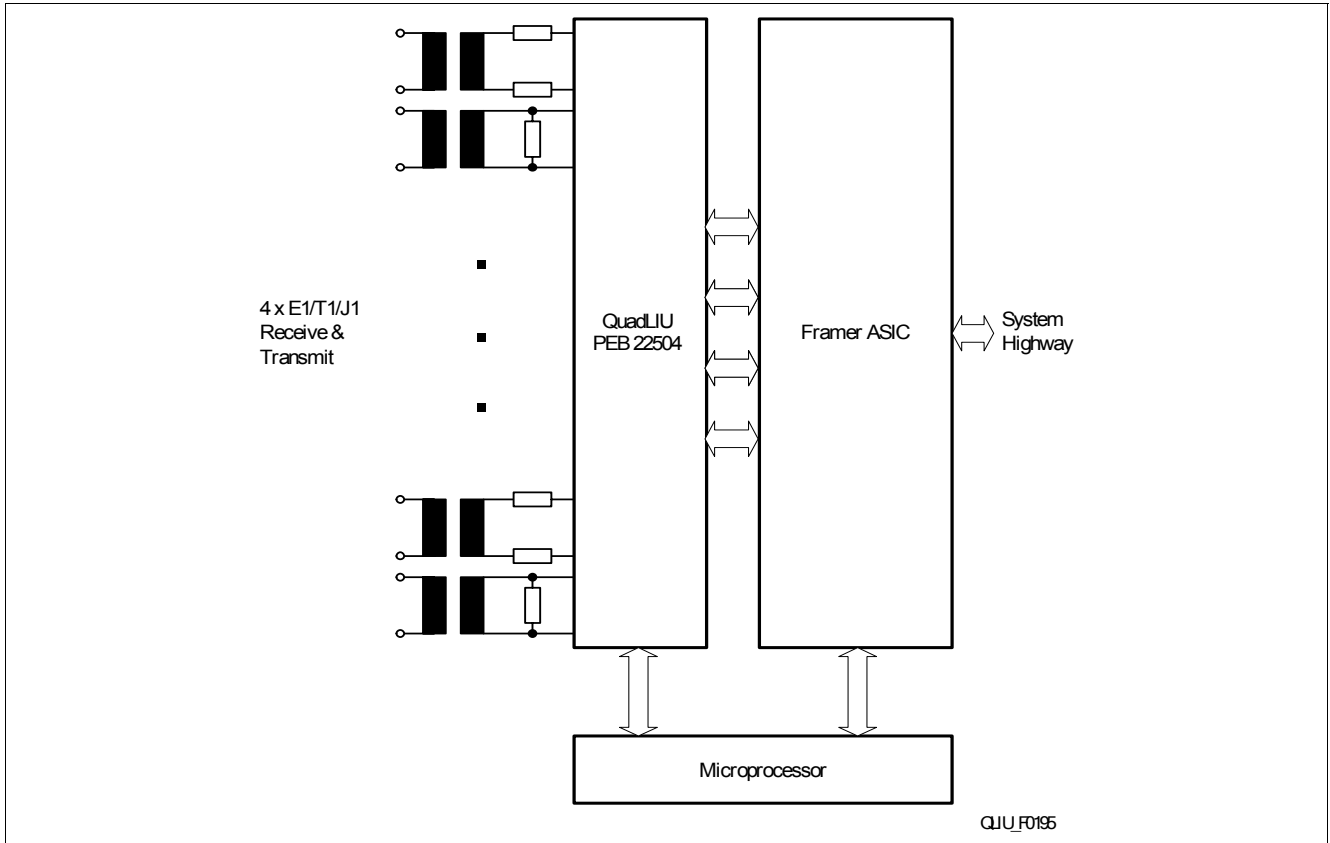 4 x E1/T1/J1
Receive &
Transmit
QuadLIU
PEB 22504
Framer ASIC
System
Highway
Microprocessor
QLIU_F0195